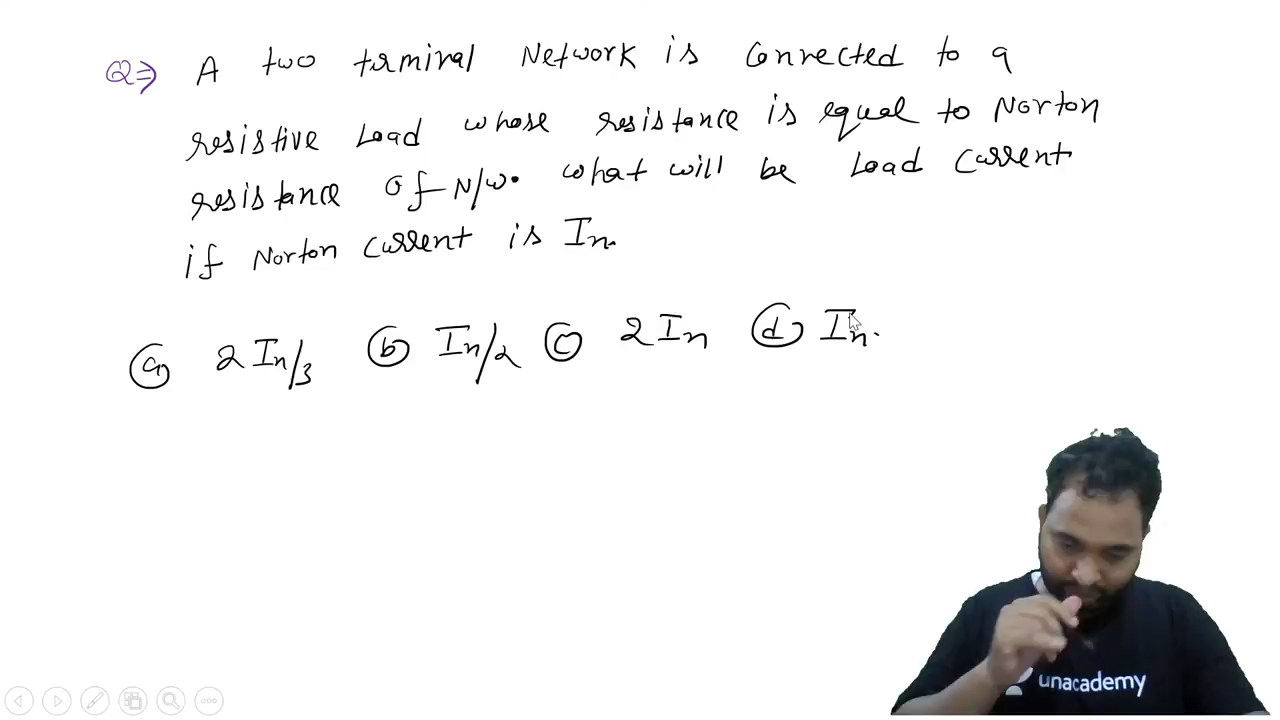 Q⇒ A two terminal Network is Connected to a
resistive Load whose resistance is equal to Norton
resistance of N/w. what will be Load Current
if Norton Current is In.
(a) 2In/3 (b) In/2 (c) 2In (d) In.
unacademy